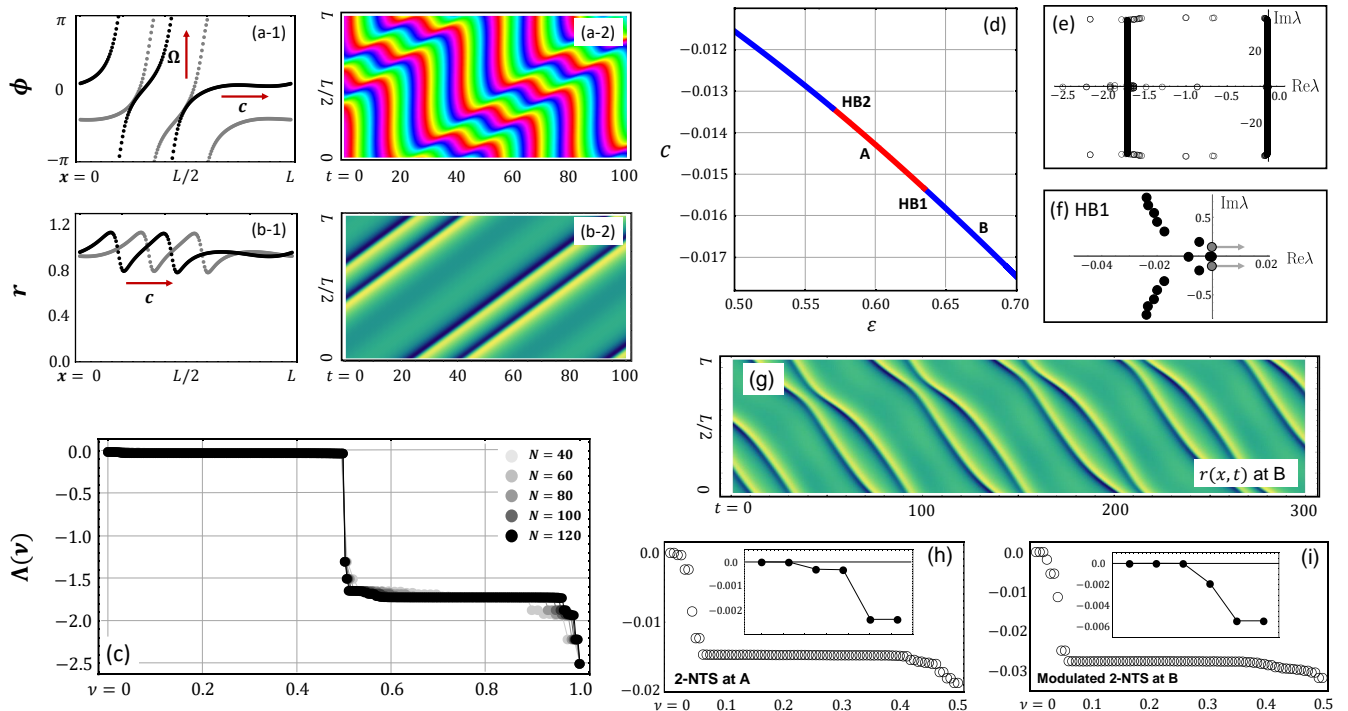 (a-1)
π
0
−π
ϕ
Ω
c
x = 0
L/2
L
(a-2)
L
L/2
0
t = 0
20
40
60
80
100
(b-1)
1.2
0.8
0.4
0.0
r
c
x = 0
L/2
L
(b-2)
L
L/2
0
t = 0
20
40
60
80
100
(c)
0.0
−0.5
−1.0
−1.5
−2.0
−2.5
Λ(ν)
N = 40
N = 60
N = 80
N = 100
N = 120
ν = 0
0.2
0.4
0.6
0.8
1.0
(d)
−0.012
−0.013
−0.014
−0.015
−0.016
−0.017
c
HB2
A
HB1
B
0.50
0.55
0.60
0.65
0.70
ε
(e)
Imλ
20
−20
Reλ
−2.5
−2.0
−1.5
−1.0
−0.5
0.0
(f) HB1
Imλ
0.5
−0.5
−0.04
−0.02
0.02
Reλ
(g)
L
L/2
0
r(x, t) at B
t = 0
100
200
300
(h)
0.0
−0.01
−0.02
0.0
−0.001
−0.002
2-NTS at A
ν = 0
0.1
0.2
0.3
0.4
0.5
(i)
0.0
−0.01
−0.02
−0.03
0.0
−0.002
−0.004
−0.006
Modulated 2-NTS at B
ν = 0
0.1
0.2
0.3
0.4
0.5